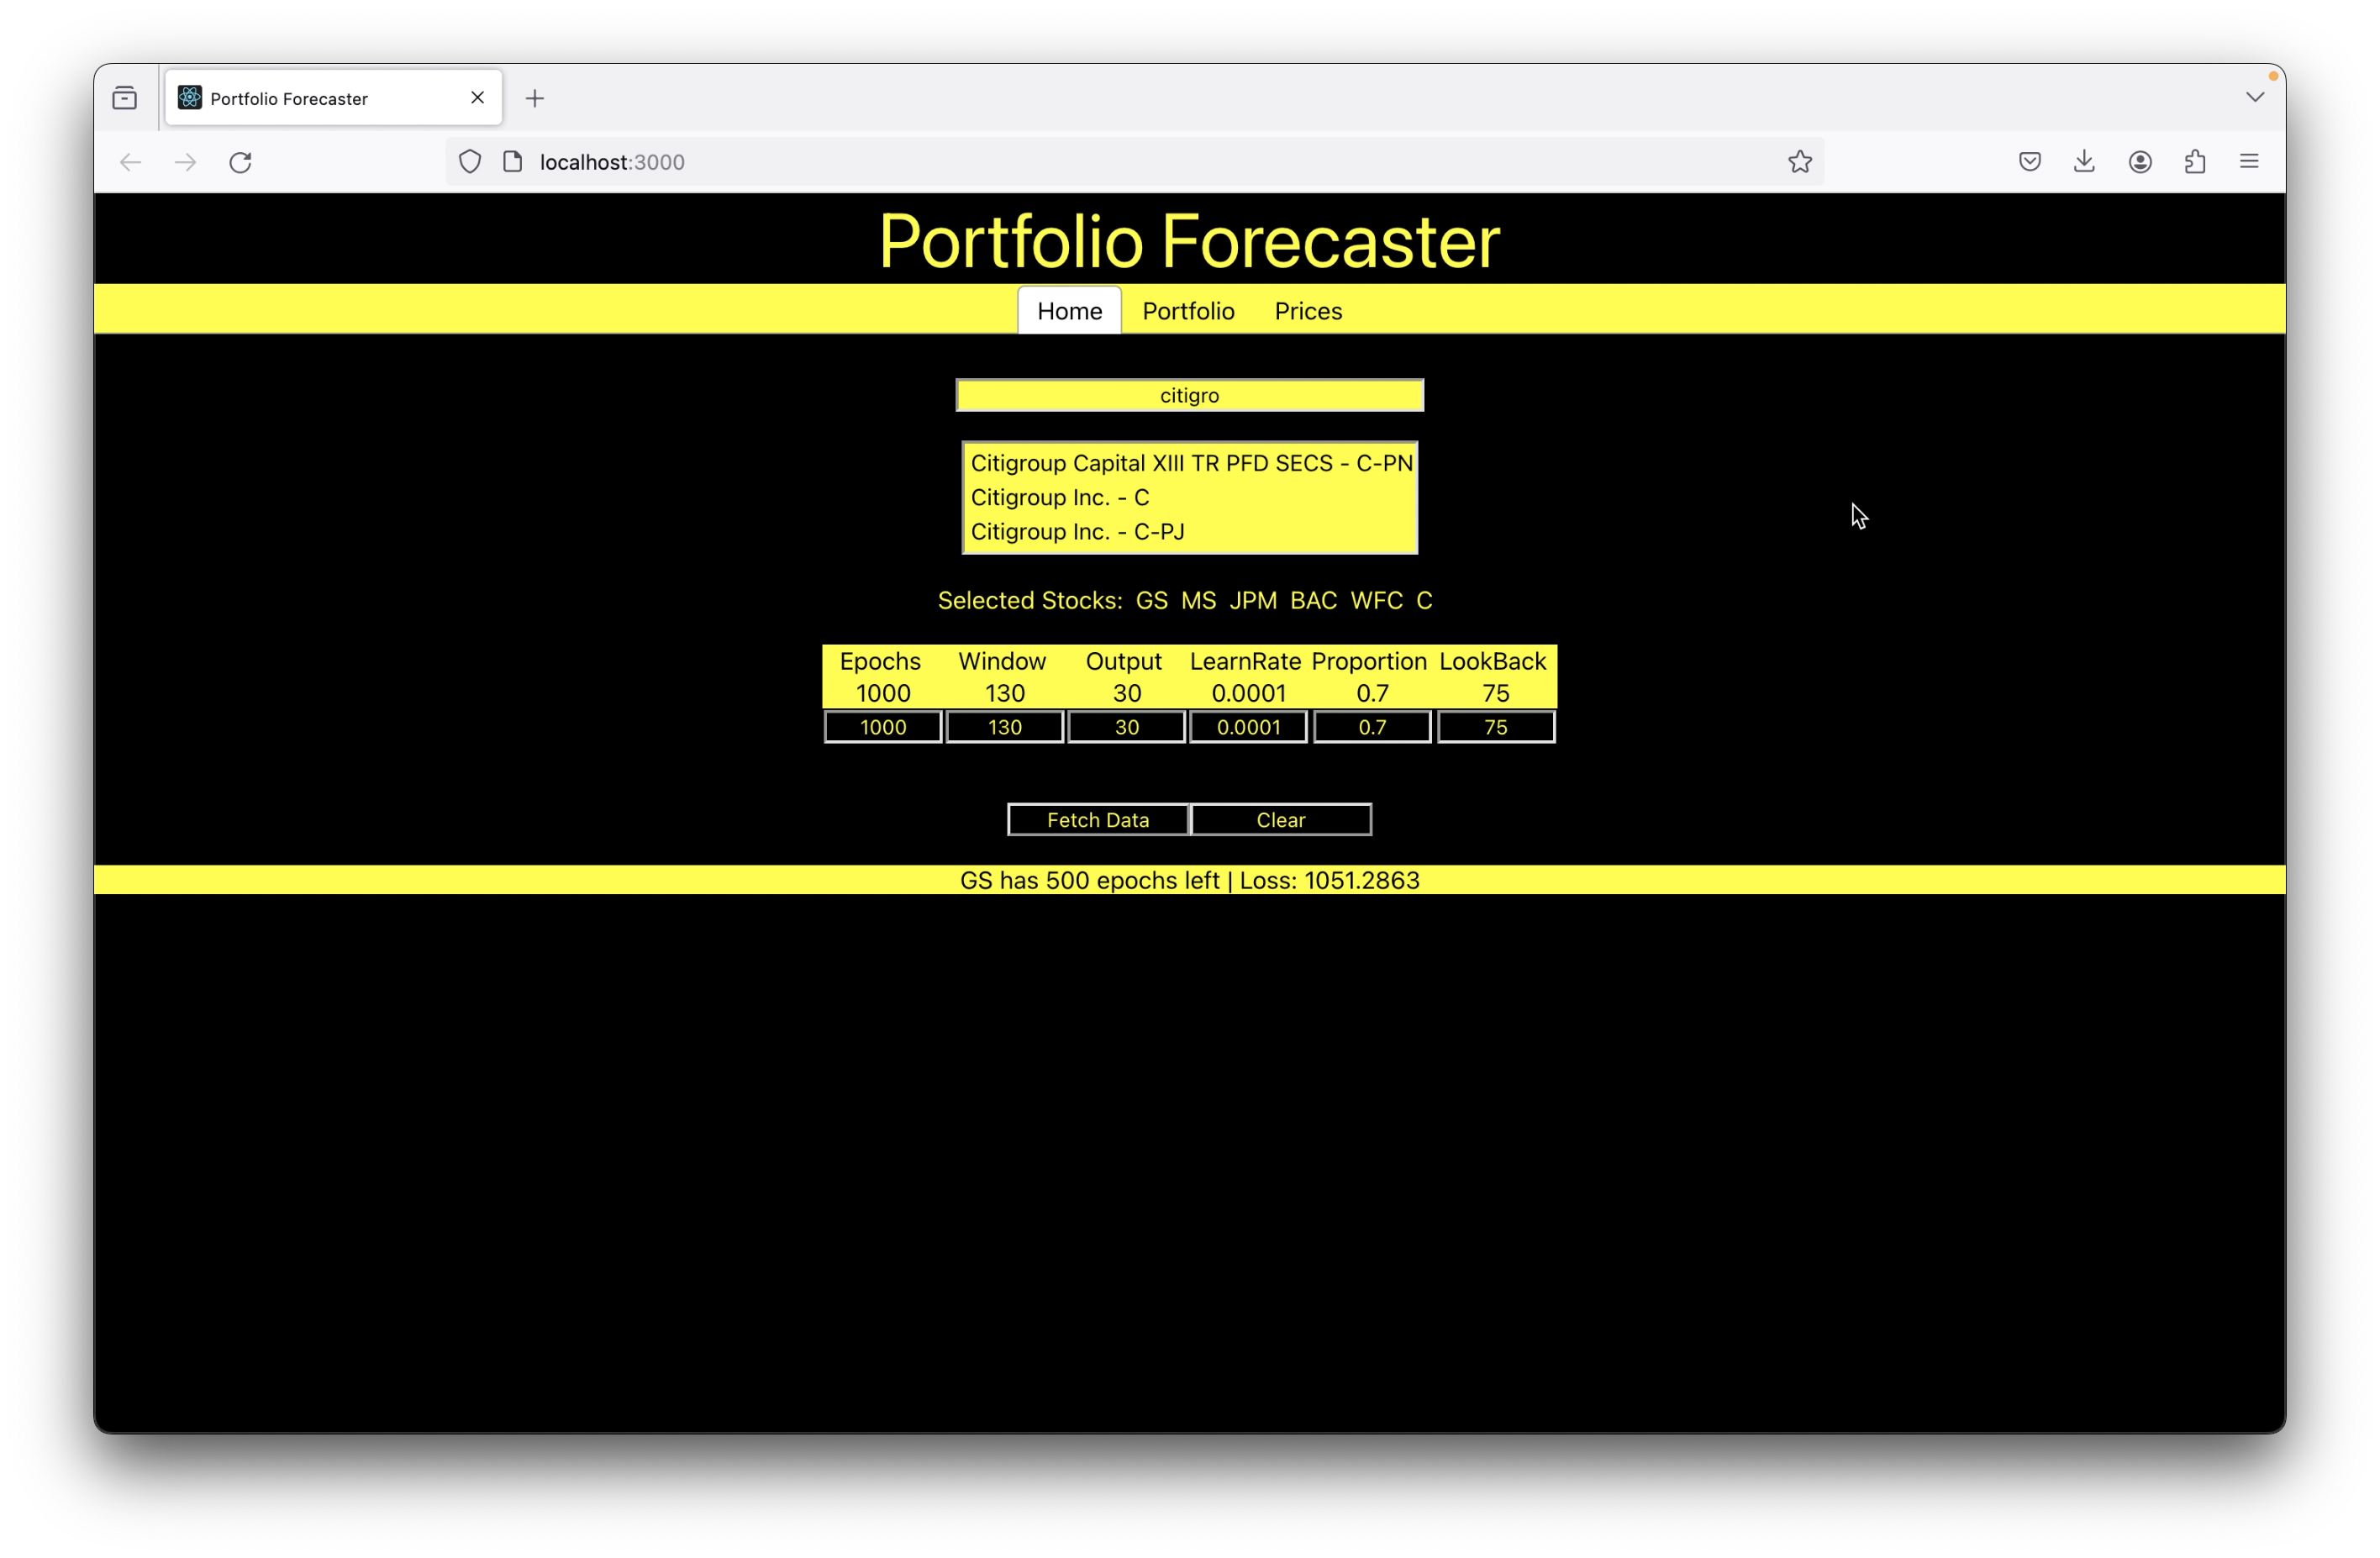 Portfolio Forecaster
localhost:3000
Portfolio Forecaster
Home Portfolio Prices
citigro
Citigroup Capital XIII TR PFD SECS - C-PN
Citigroup Inc. - C
Citigroup Inc. - C-PJ
Selected Stocks: GS MS JPM BAC WFC C
Epochs Window Output LearnRate Proportion LookBack
1000 130 30 0.0001 0.7 75
1000 130 30 0.0001 0.7 75
Fetch Data Clear
GS has 500 epochs left | Loss: 1051.2863